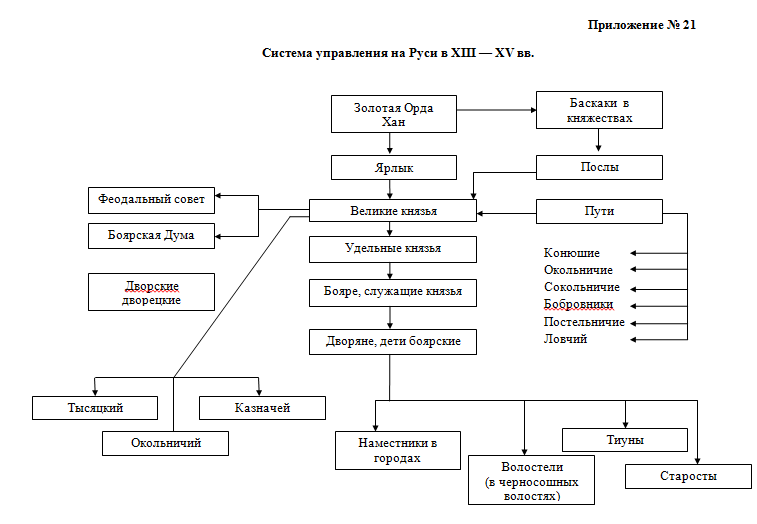 Приложение № 21
Система управления на Руси в XIII — XV вв.
Золотая Орда
Хан
Баскаки в
княжествах
Ярлык
Послы
Феодальный совет
Великие князья
Пути
Боярская Дума
Удельные князья
Конюшие
Окольничие
Сокольничие
Бобровники
Постельничие
Ловчий
Дворские
дворецкие
Бояре, служащие князья
Дворяне, дети боярские
Тысяцкий
Казначей
Окольничий
Наместники в
городах
Тиуны
Волостели
(в черносошных
волостях)
Старосты